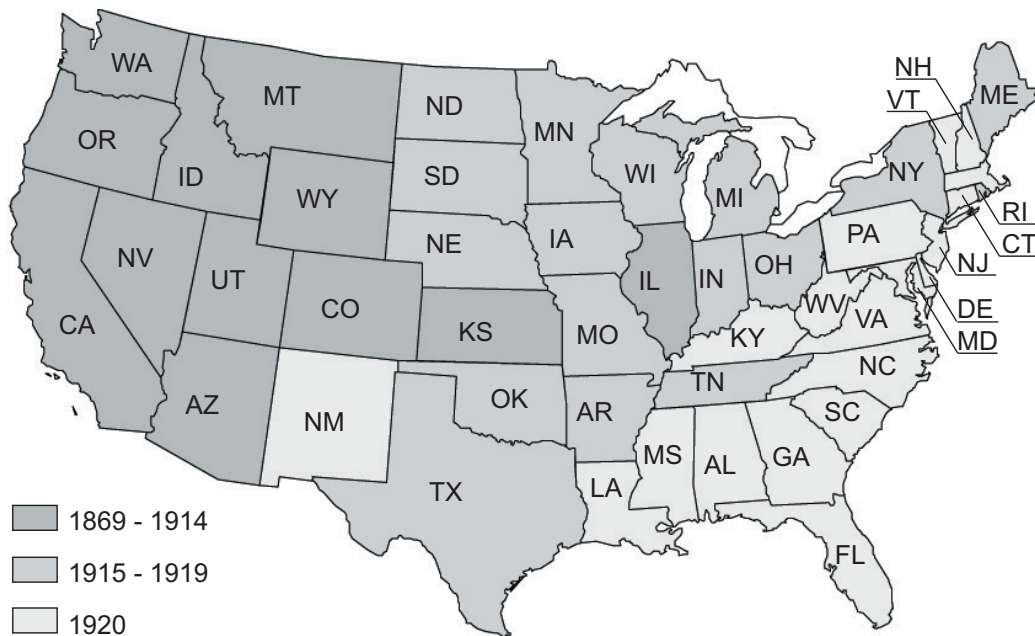 WA
MT
ND
MN
NH
VT
ME
OR
ID
WY
SD
WI
MI
NY
RI
CT
NJ
DE
MD
NV
UT
CO
NE
IA
IL
IN
OH
PA
WV
VA
CA
KS
MO
KY
NC
AZ
NM
OK
AR
TN
SC
TX
LA
MS
AL
GA
FL
1869 - 1914
1915 - 1919
1920